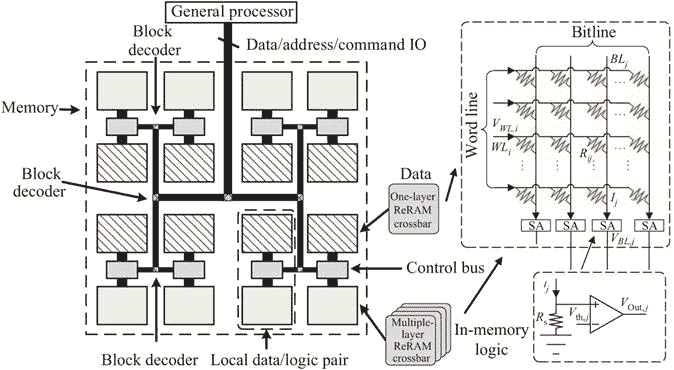 General processor
Block
decoder
Data/address/command IO
Memory
Block
decoder
Data
One-layer
ReRAM
crossbar
Control bus
Multiple-
layer
ReRAM
crossbar
In-memory
logic
Block decoder
Local data/logic pair
Bitline
BLj
Word line
VWL,i
WLi
Rij
Ij
SA
SA
SA
SA
VBL,j
Ij
Rs
Vth,j
VOut,j